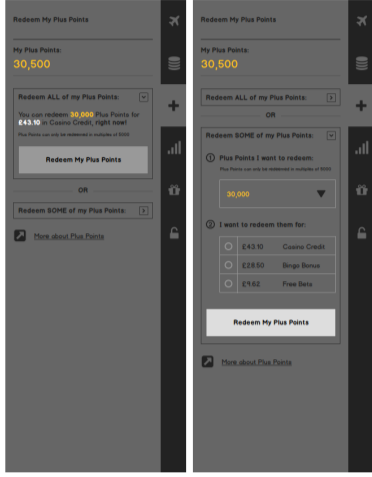 Redeem My Plus Points
My Plus Points:
30,500
Redeem ALL of my Plus Points:
You can redeem 30,000 Plus Points for
£43.10 in Casino Credit, right now!
Plus Points can only be redeemed in multiples of 5000
Redeem My Plus Points
OR
Redeem SOME of my Plus Points:
More about Plus Points
Redeem My Plus Points
My Plus Points:
30,500
Redeem ALL of my Plus Points:
OR
Redeem SOME of my Plus Points:
1 Plus Points I want to redeem:
Plus Points can only be redeemed in multiples of 5000
30,000
2 I want to redeem them for:
£43.10 Casino Credit
£28.50 Bingo Bonus
£9.62 Free Bets
Redeem My Plus Points
More about Plus Points